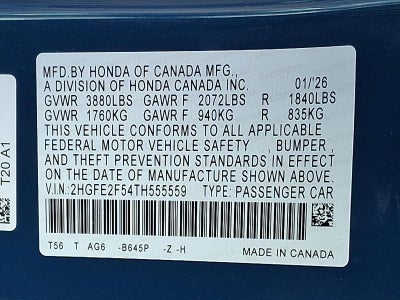 MFD.BY HONDA OF CANADA MFG.,
A DIVISION OF HONDA CANADA INC. 01/'26
GVWR 3880LBS GAWR F 2072LBS R 1840LBS
GVWR 1760KG GAWR F 940KG R 835KG
THIS VEHICLE CONFORMS TO ALL APPLICABLE
FEDERAL MOTOR VEHICLE SAFETY , BUMPER ,
AND THEFT PREVENTION STANDARDS IN EFFECT
ON THE DATE OF MANUFACTURE SHOWN ABOVE.
V.I.N:2HGFE2F54TH555559 TYPE:PASSENGER CAR
T56 T AG6 -B645P -Z -H MADE IN CANADA
T20 A1